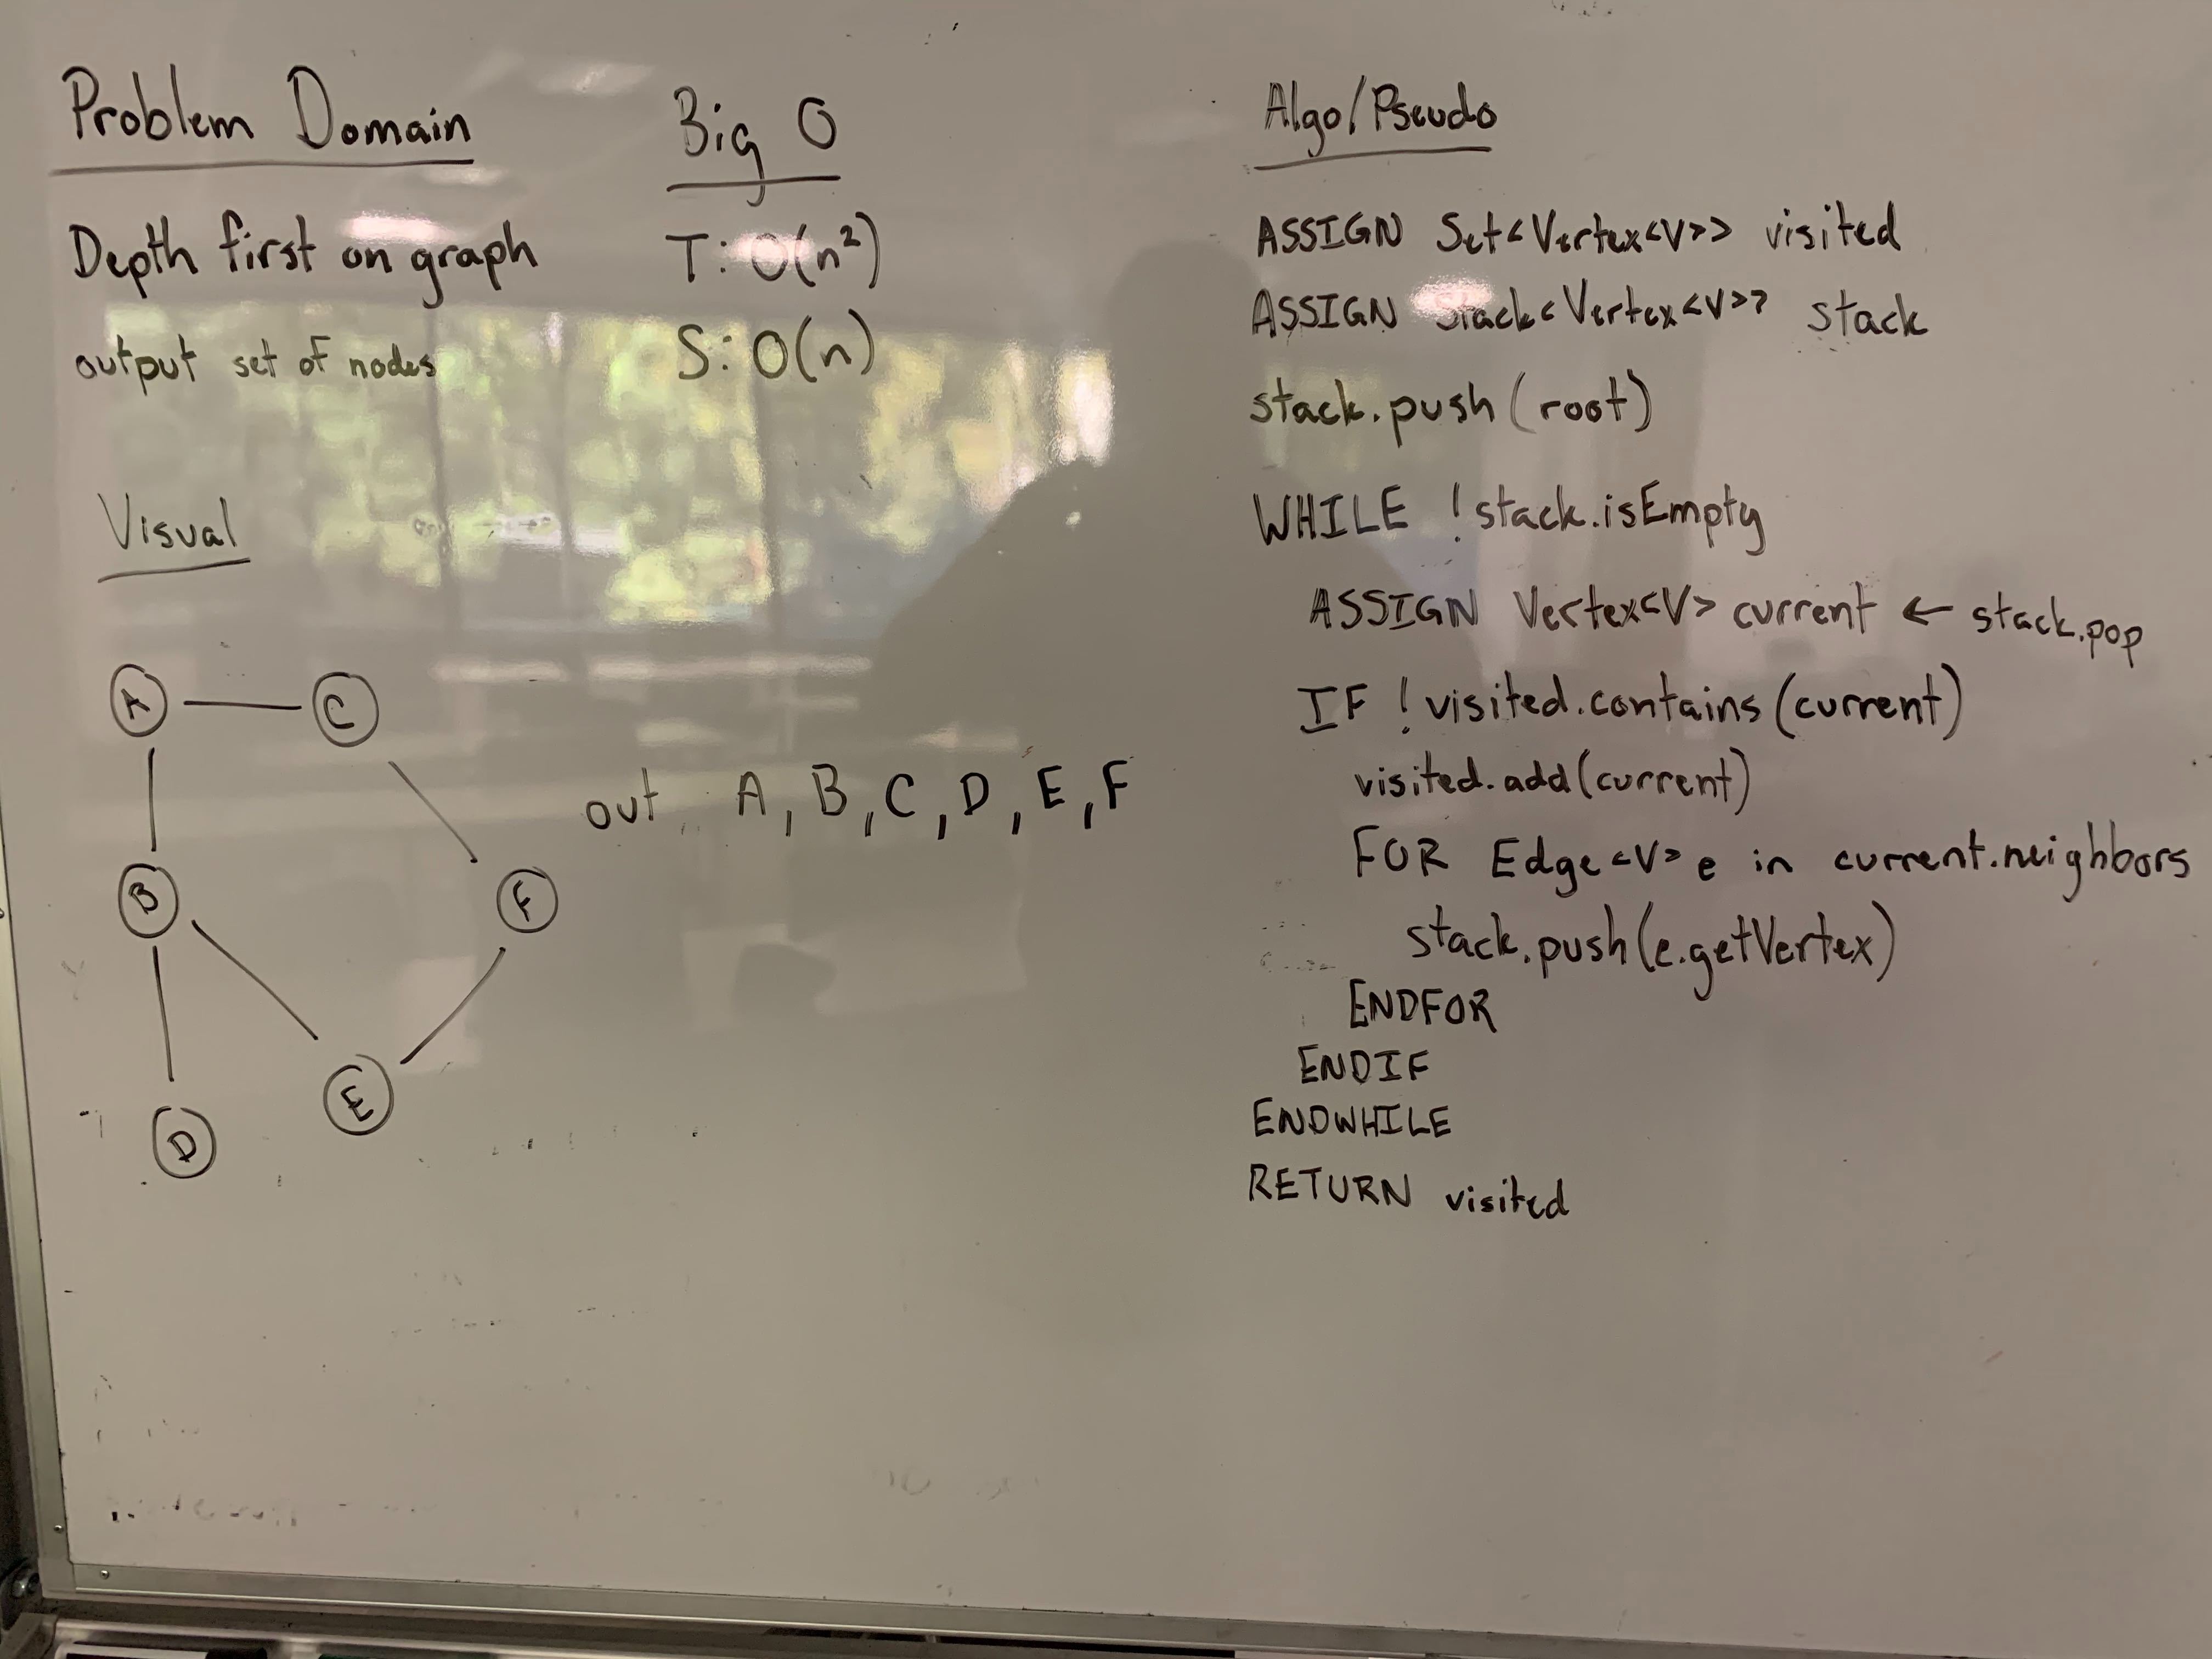 Problem Domain
Depth first on graph
output set of nodes
Big O
T: O(n²)
S: O(n)
Visual
A
C
B
F
E
D
out A, B, C, D, E, F
Algo/Pseudo
ASSIGN Set<Vertex<V>> visited
ASSIGN Stack<Vertex<V>> stack
stack.push(root)
WHILE !stack.isEmpty
ASSIGN Vertex<V> current ← stack.pop
IF !visited.contains(current)
visited.add(current)
FOR Edge<V> e in current.neighbors
stack.push(e.getVertex)
ENDFOR
ENDIF
ENDWHILE
RETURN visited